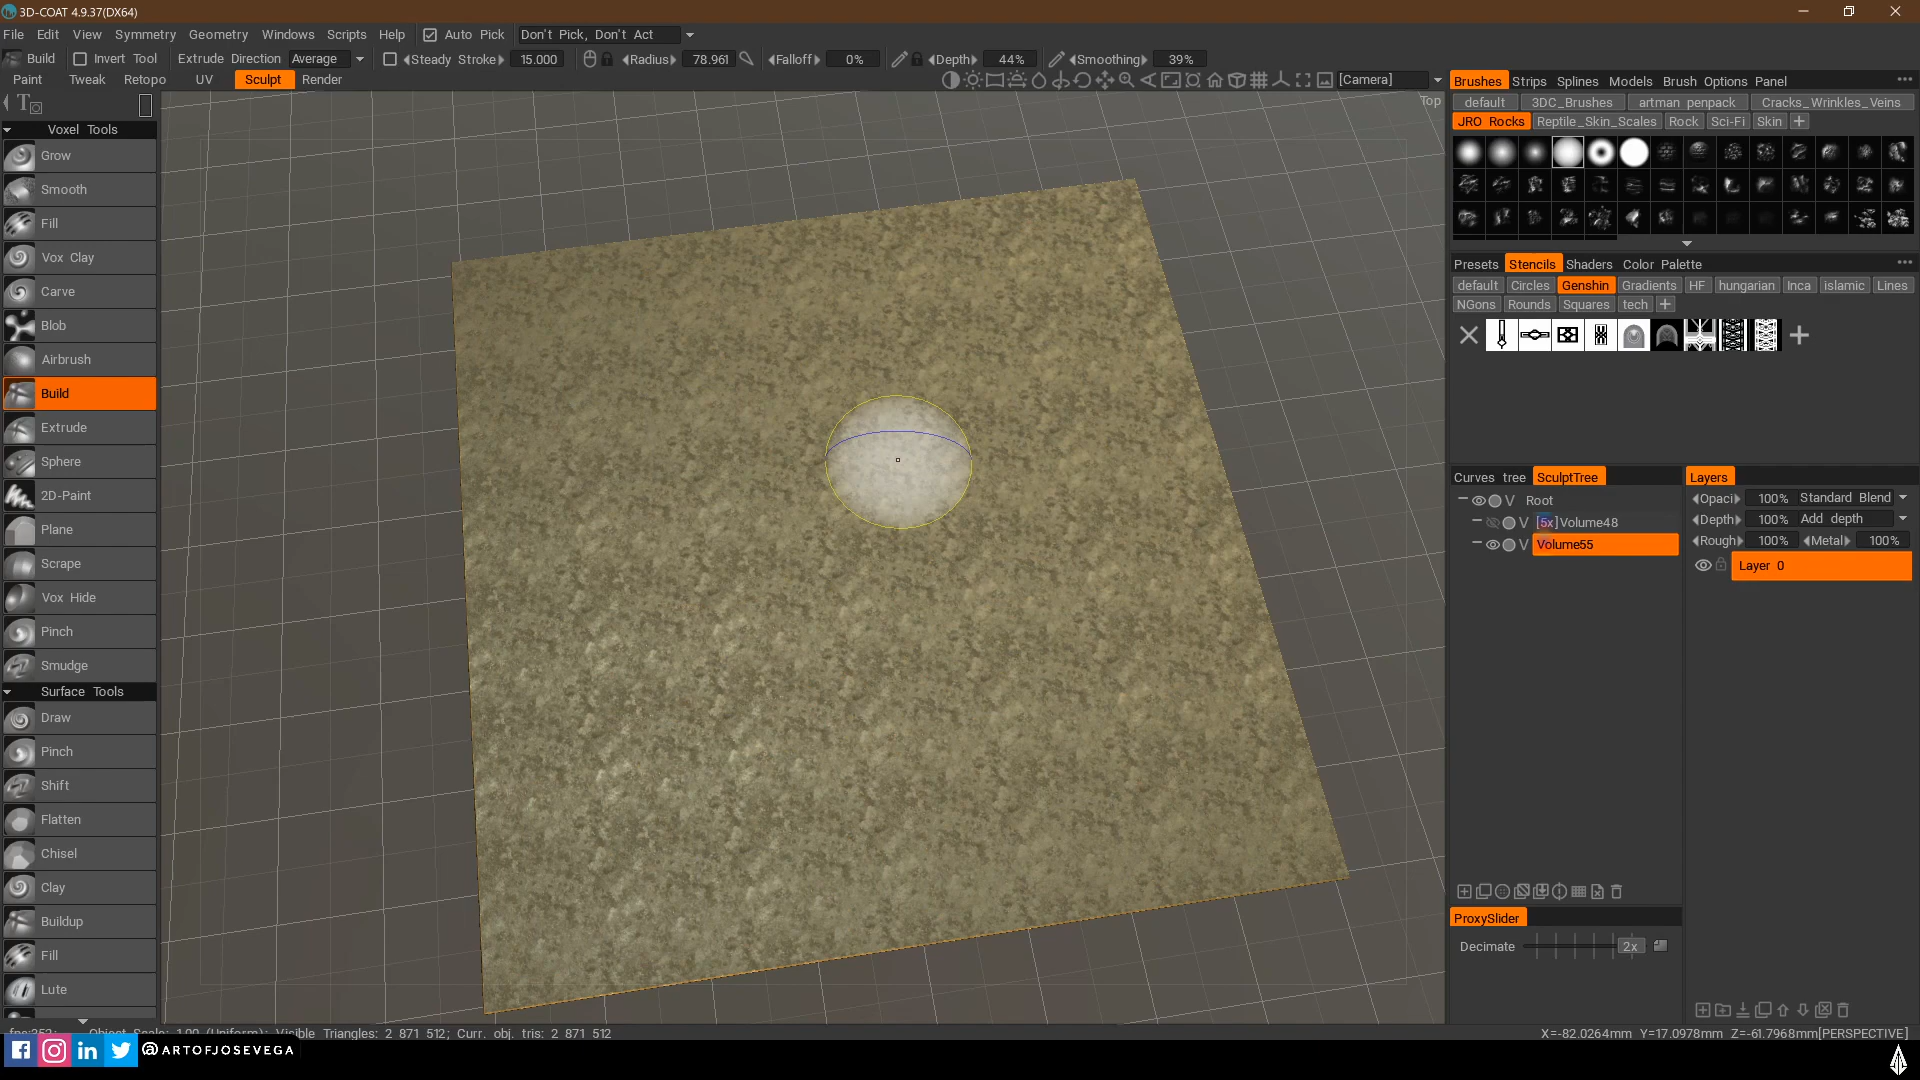 3D-COAT 4.9.37(DX64)
File Edit View Symmetry Geometry Windows Scripts Help Auto Pick Don't Pick, Don't Act
Build Invert Tool Extrude Direction Average Steady Stroke 15.000 Radius 78.961 Falloff 0% Depth 44% Smoothing 39%
Paint Tweak Retopo UV Sculpt Render [Camera]
Top
Voxel Tools
Grow
Smooth
Fill
Vox Clay
Carve
Blob
Airbrush
Build
Extrude
Sphere
2D-Paint
Plane
Scrape
Vox Hide
Pinch
Smudge
Surface Tools
Draw
Pinch
Shift
Flatten
Chisel
Clay
Buildup
Fill
Lute
Brushes Strips Splines Models Brush Options Panel
default 3DC_Brushes artman penpack Cracks_Wrinkles_Veins
JRO Rocks Reptile_Skin_Scales Rock Sci-Fi Skin
Presets Stencils Shaders Color Palette
default Circles Genshin Gradients HF hungarian Inca islamic Lines
NGons Rounds Squares tech
Curves tree SculptTree
Root
V [5x]Volume48
V Volume55
Layers
Opaci 100% Standard Blend
Depth 100% Add depth
Rough 100% Metal 100%
Layer 0
ProxySlider
Decimate 2x
Object Scale: 1.00 (Uniform); Visible Triangles: 2 871 512; Curr. obj. tris: 2 871 512
X=-82.0264mm Y=17.0978mm Z=-61.7968mm[PERSPECTIVE]
@ARTOFJOSEVEGA